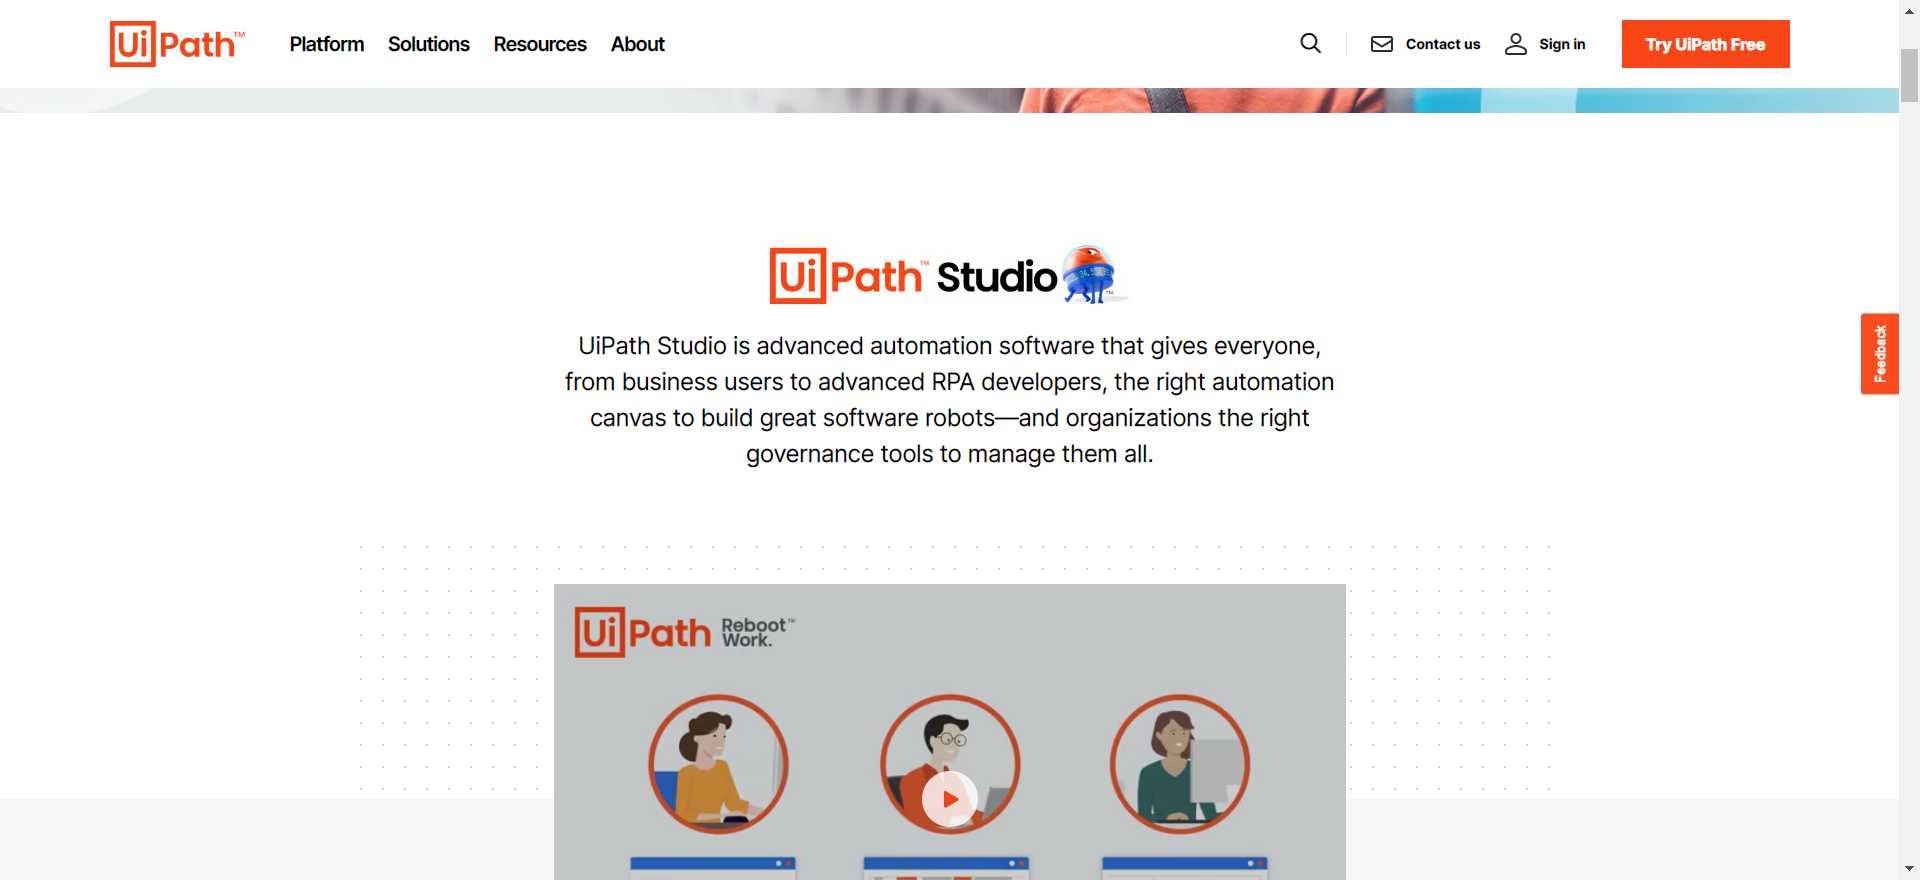 UiPath™
Platform
Solutions
Resources
About
Contact us
Sign in
Try UiPath Free
UiPath™ Studio
UiPath Studio is advanced automation software that gives everyone,
from business users to advanced RPA developers, the right automation
canvas to build great software robots—and organizations the right
governance tools to manage them all.
Feedback
UiPath Reboot™
Work.